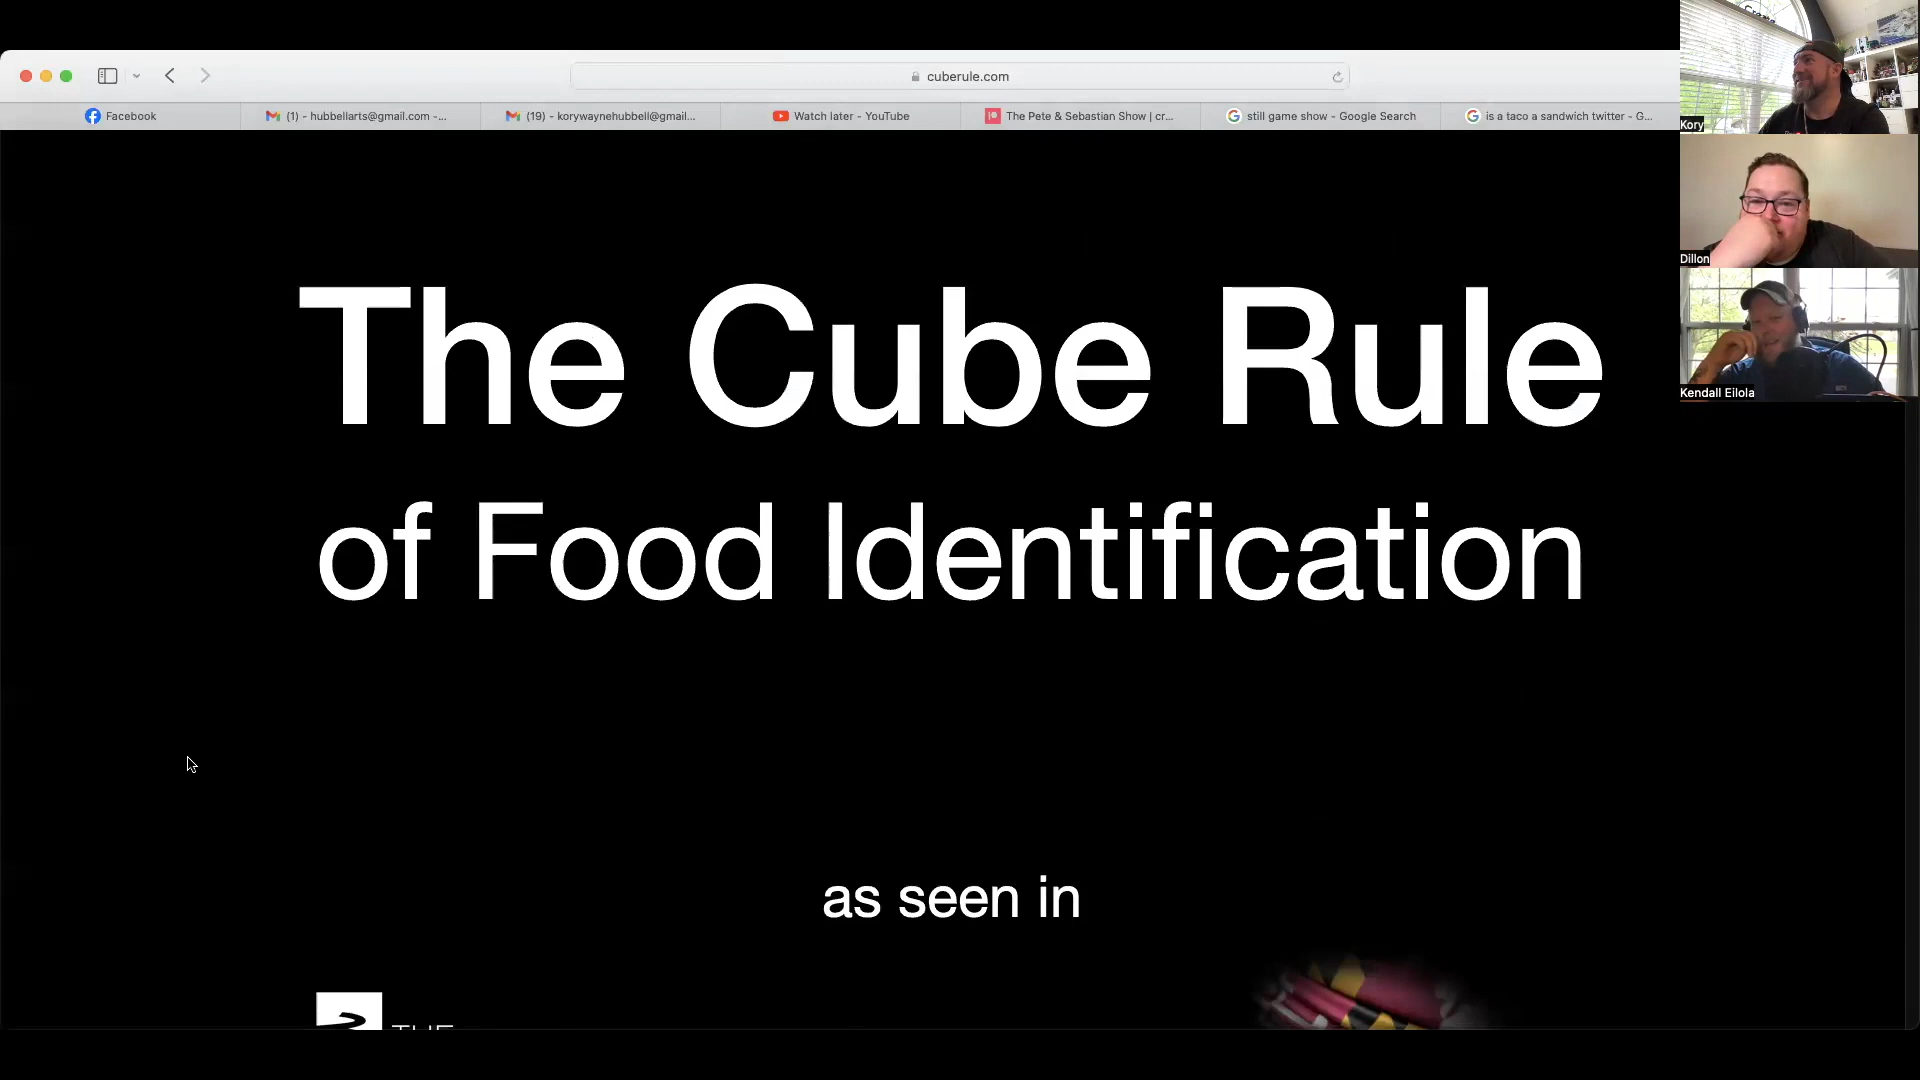 cuberule.com
Facebook
(1) - hubbellarts@gmail.com -...
(19) - korywaynehubbell@gmail...
Watch later - YouTube
The Pete & Sebastian Show | cr...
still game show - Google Search
is a taco a sandwich twitter - G...
Kory
Dillon
Kendall Eilola
The Cube Rule
of Food Identification
as seen in
THE